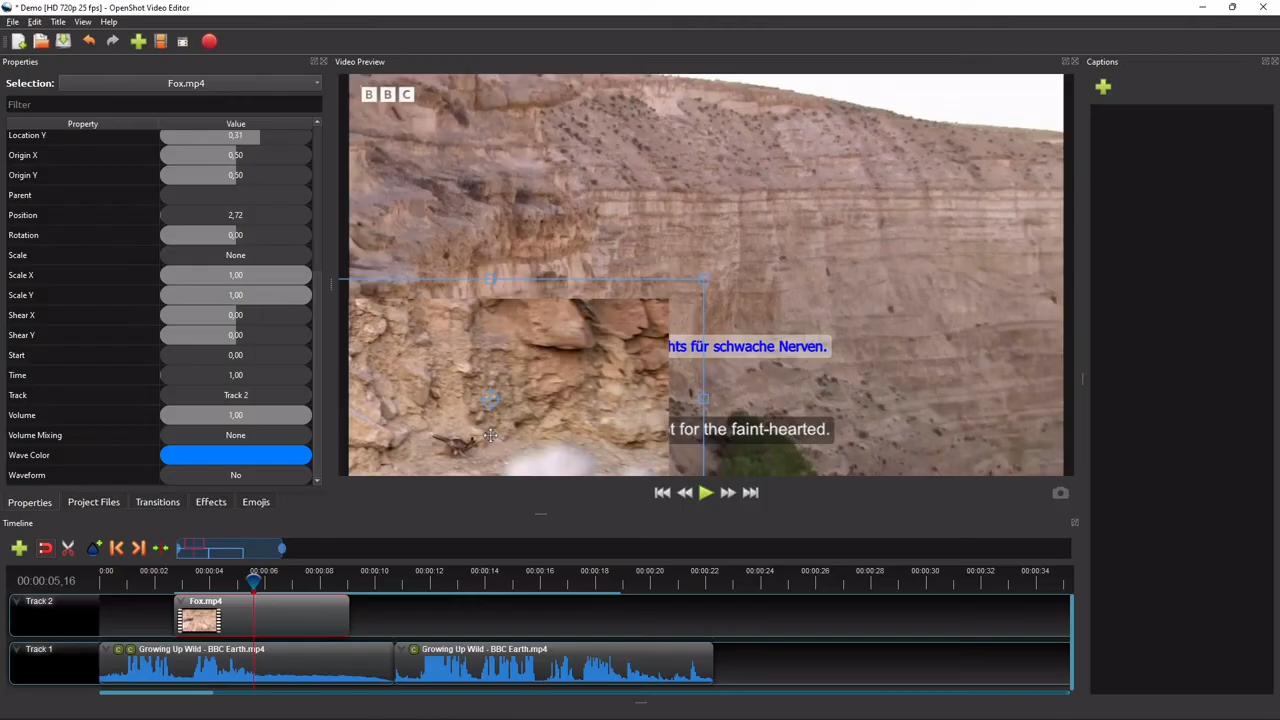 * Demo [HD 720p 25 fps] - OpenShot Video Editor
File Edit Title View Help
Properties
Selection: Fox.mp4
Filter
Property Value
Location Y 0,31
Origin X 0,50
Origin Y 0,50
Parent
Position 2,72
Rotation 0,00
Scale None
Scale X 1,00
Scale Y 1,00
Shear X 0,00
Shear Y 0,00
Start 0,00
Time 1,00
Track Track 2
Volume 1,00
Volume Mixing None
Wave Color
Waveform No
Properties Project Files Transitions Effects Emojis
Video Preview
BBC
hts für schwache Nerven.
t for the faint-hearted.
Captions
Timeline
00:00:05,16
0:00 00:00:02 00:00:04 00:00:06 00:00:08 00:00:10 00:00:12 00:00:14 00:00:16 00:00:18 00:00:20 00:00:22 00:00:24 00:00:26 00:00:28 00:00:30 00:00:32 00:00:34
Track 2
Fox.mp4
Track 1
C C Growing Up Wild - BBC Earth.mp4
C Growing Up Wild - BBC Earth.mp4